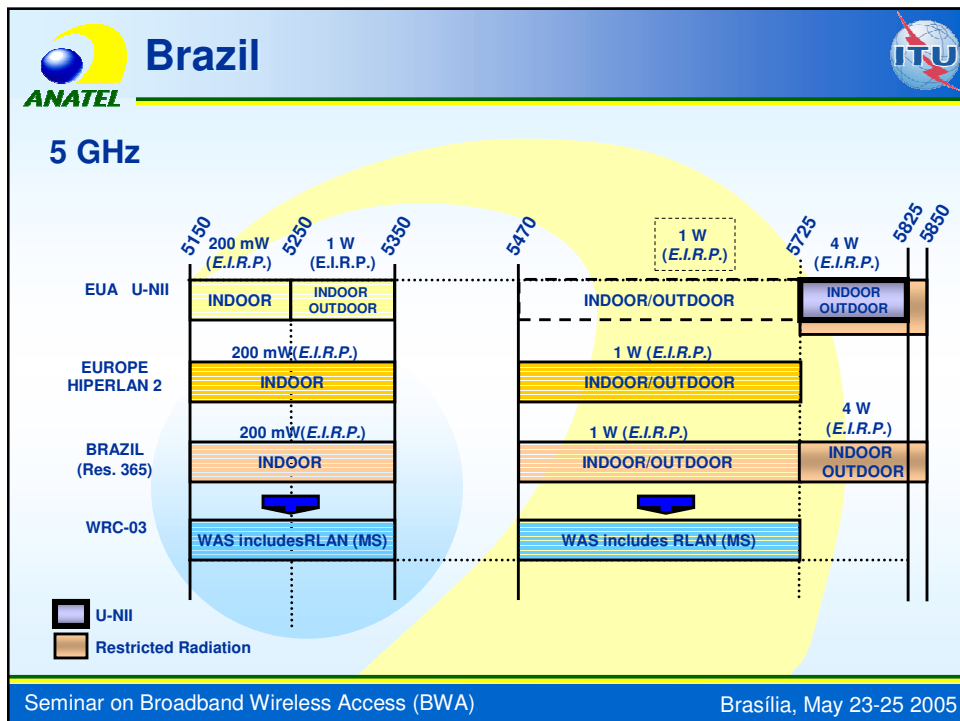 Brazil
ANATEL
ITU
5 GHz
5150
5250
5350
5470
5725
5825
5850
200 mW
(E.I.R.P.)
1 W
(E.I.R.P.)
1 W
(E.I.R.P.)
4 W
(E.I.R.P.)
EUA U-NII
INDOOR
INDOOR
OUTDOOR
INDOOR/OUTDOOR
INDOOR
OUTDOOR
EUROPE
HIPERLAN 2
200 mW(E.I.R.P.)
INDOOR
1 W (E.I.R.P.)
INDOOR/OUTDOOR
BRAZIL
(Res. 365)
200 mW(E.I.R.P.)
INDOOR
1 W (E.I.R.P.)
INDOOR/OUTDOOR
4 W
(E.I.R.P.)
INDOOR
OUTDOOR
WRC-03
WAS includesRLAN (MS)
WAS includes RLAN (MS)
U-NII
Restricted Radiation
Seminar on Broadband Wireless Access (BWA)
Brasília, May 23-25 2005